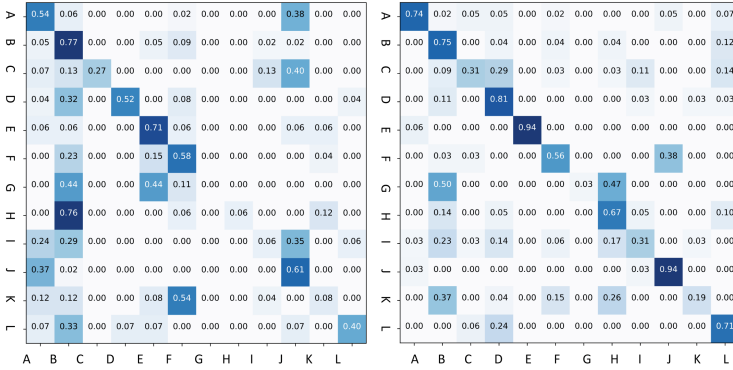 A 0.54 0.06 0.00 0.00 0.00 0.02 0.00 0.00 0.00 0.38 0.00 0.00
B 0.05 0.77 0.00 0.00 0.05 0.09 0.00 0.00 0.02 0.02 0.00 0.00
C 0.07 0.13 0.27 0.00 0.00 0.00 0.00 0.00 0.13 0.40 0.00 0.00
D 0.04 0.32 0.00 0.52 0.00 0.08 0.00 0.00 0.00 0.00 0.00 0.04
E 0.06 0.06 0.00 0.00 0.71 0.06 0.00 0.00 0.00 0.06 0.06 0.00
F 0.00 0.23 0.00 0.00 0.15 0.58 0.00 0.00 0.00 0.00 0.04 0.00
G 0.00 0.44 0.00 0.00 0.44 0.11 0.00 0.00 0.00 0.00 0.00 0.00
H 0.00 0.76 0.00 0.00 0.00 0.06 0.00 0.06 0.00 0.00 0.12 0.00
I 0.24 0.29 0.00 0.00 0.00 0.00 0.00 0.00 0.06 0.35 0.00 0.06
J 0.37 0.02 0.00 0.00 0.00 0.00 0.00 0.00 0.00 0.61 0.00 0.00
K 0.12 0.12 0.00 0.00 0.08 0.54 0.00 0.00 0.04 0.00 0.08 0.00
L 0.07 0.33 0.00 0.07 0.07 0.00 0.00 0.00 0.00 0.07 0.00 0.40
A B C D E F G H I J K L
A 0.74 0.02 0.05 0.05 0.00 0.02 0.00 0.00 0.00 0.05 0.00 0.07
B 0.00 0.75 0.00 0.04 0.00 0.04 0.00 0.04 0.00 0.02 0.00 0.12
C 0.00 0.09 0.31 0.29 0.00 0.03 0.00 0.03 0.11 0.00 0.00 0.14
D 0.00 0.11 0.00 0.81 0.00 0.00 0.00 0.00 0.03 0.00 0.03 0.03
E 0.06 0.00 0.00 0.00 0.94 0.00 0.00 0.00 0.00 0.00 0.00 0.00
F 0.00 0.03 0.03 0.00 0.00 0.56 0.00 0.00 0.00 0.38 0.00 0.00
G 0.00 0.50 0.00 0.00 0.00 0.00 0.03 0.47 0.00 0.00 0.00 0.00
H 0.00 0.14 0.00 0.05 0.00 0.00 0.00 0.67 0.05 0.00 0.00 0.10
I 0.03 0.23 0.03 0.14 0.00 0.06 0.00 0.17 0.31 0.00 0.03 0.00
J 0.03 0.00 0.00 0.00 0.00 0.00 0.00 0.00 0.03 0.94 0.00 0.00
K 0.00 0.37 0.00 0.04 0.00 0.15 0.00 0.26 0.00 0.00 0.19 0.00
L 0.00 0.00 0.06 0.24 0.00 0.00 0.00 0.00 0.00 0.00 0.00 0.71
A B C D E F G H I J K L